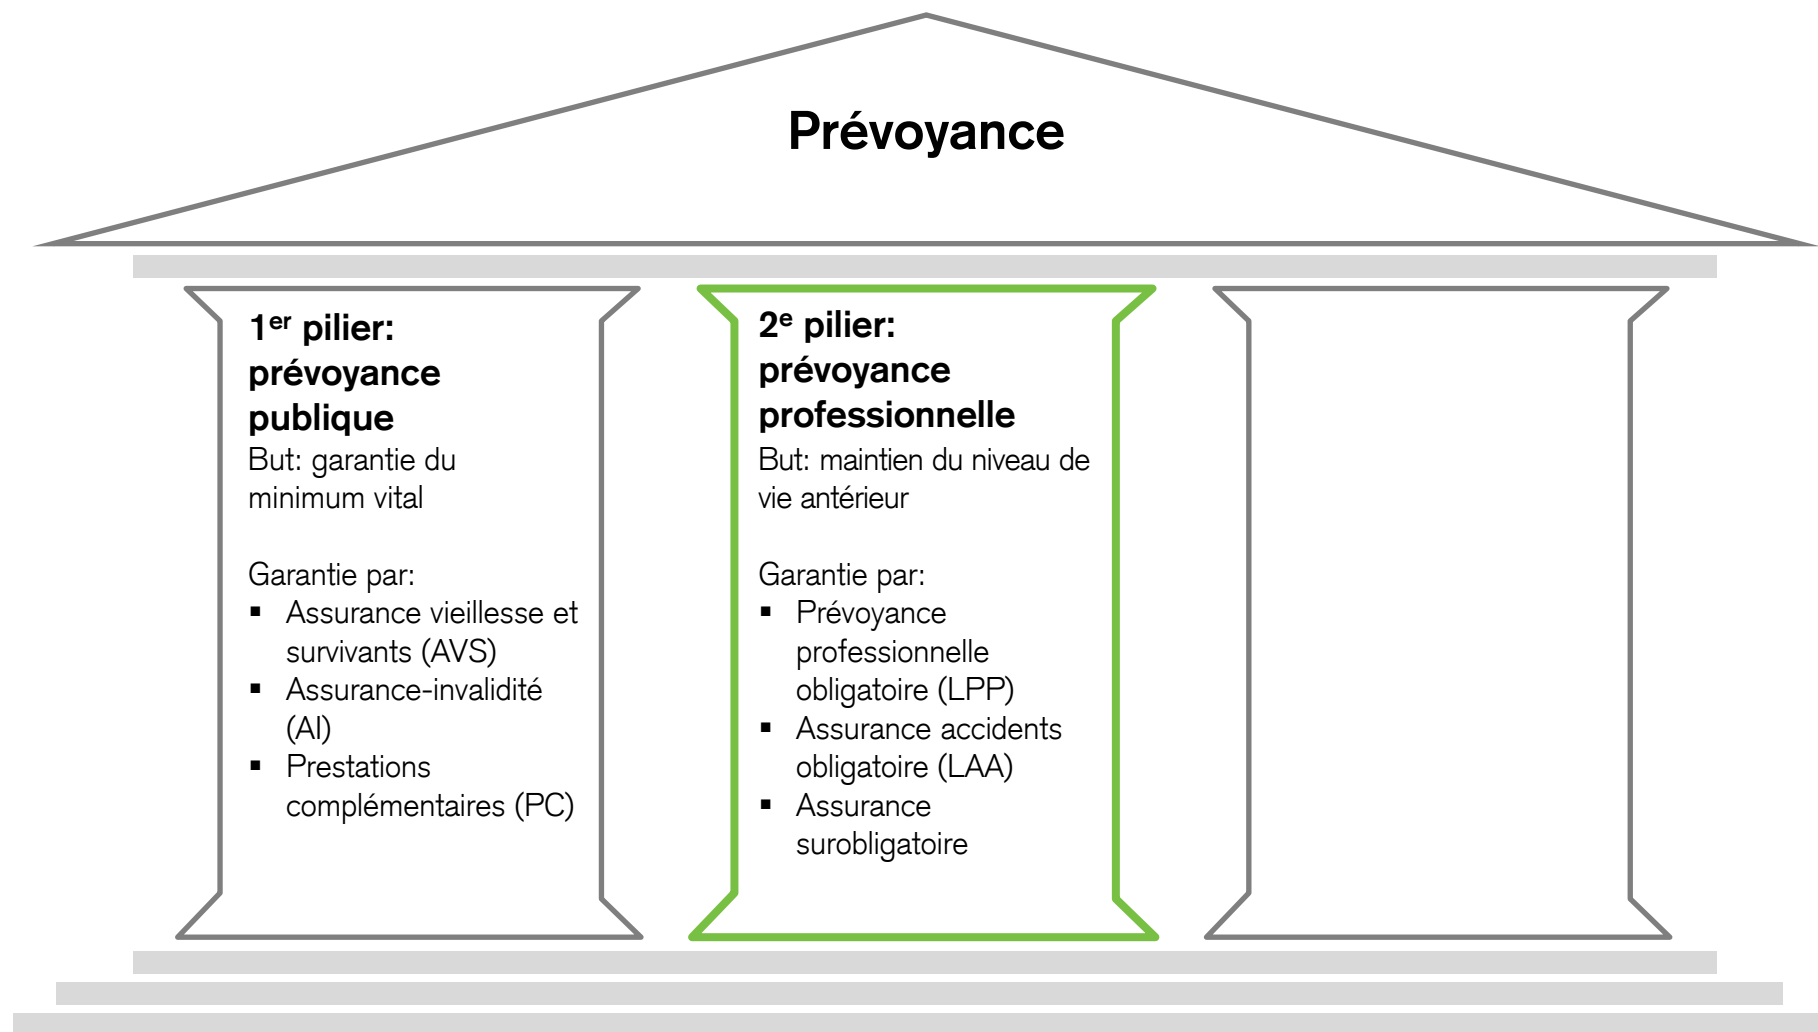 Prévoyance
1er pilier:
prévoyance
publique
But: garantie du
minimum vital
Garantie par:
▪ Assurance vieillesse et
survivants (AVS)
▪ Assurance-invalidité
(AI)
▪ Prestations
complémentaires (PC)
2e pilier:
prévoyance
professionnelle
But: maintien du niveau de
vie antérieur
Garantie par:
▪ Prévoyance
professionnelle
obligatoire (LPP)
▪ Assurance accidents
obligatoire (LAA)
▪ Assurance
surobligatoire